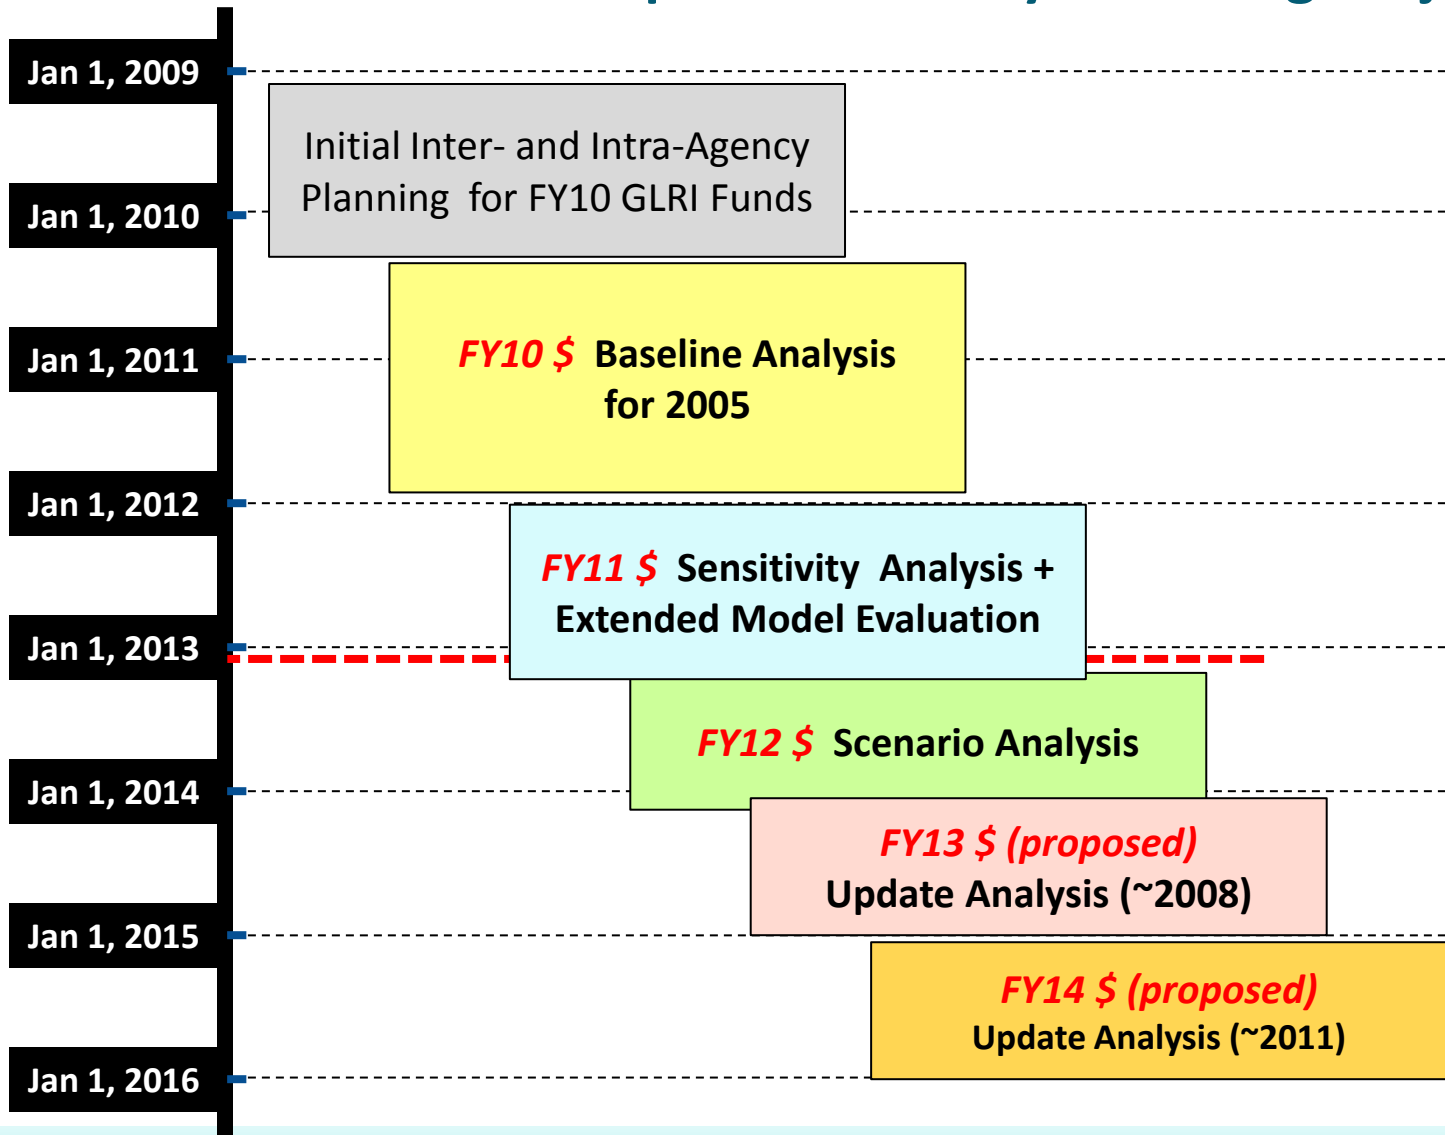 Jan 1, 2009
Initial Inter- and Intra-Agency
Planning for FY10 GLRI Funds
Jan 1, 2010
FY10 $ Baseline Analysis
for 2005
Jan 1, 2011
Jan 1, 2012
FY11 $ Sensitivity Analysis +
Extended Model Evaluation
Jan 1, 2013
FY12 $ Scenario Analysis
Jan 1, 2014
FY13 $ (proposed)
Update Analysis (~2008)
Jan 1, 2015
FY14 $ (proposed)
Update Analysis (~2011)
Jan 1, 2016